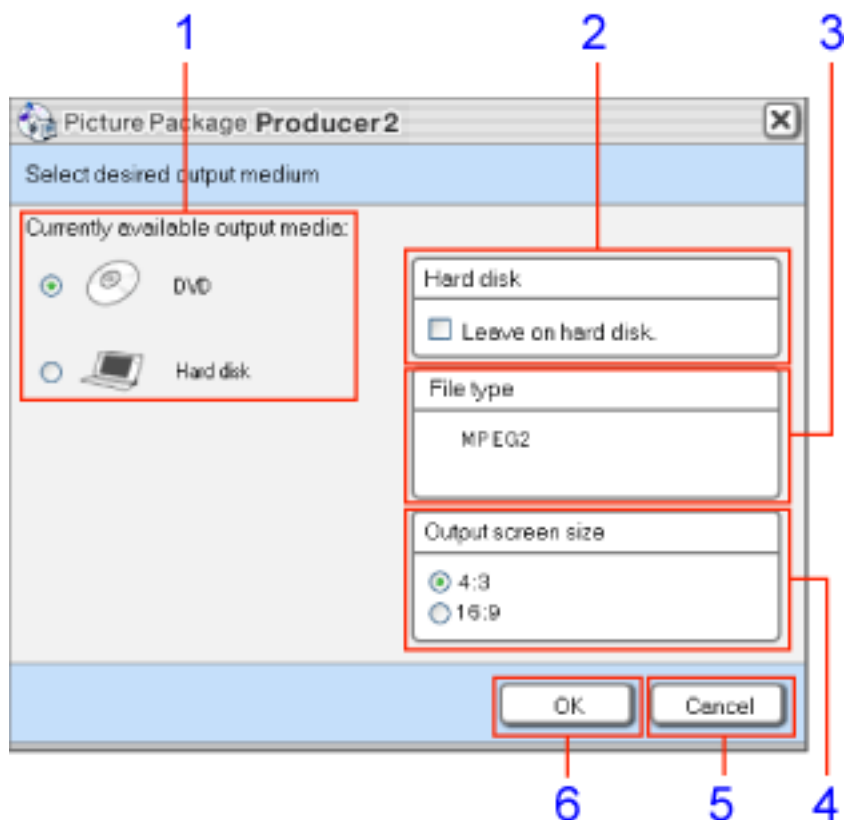 1 2 3
Picture Package Producer2
Select desired output medium
Currently available output media:
DVD
Hard disk
Hard disk
Leave on hard disk.
File type
MPEG2
Output screen size
4:3
16:9
OK Cancel
6 5 4